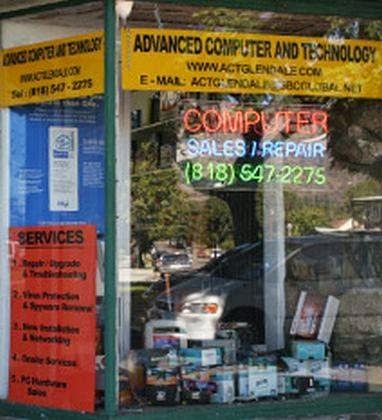 ADVANCED COMPUTER AND TECHNOLOGY
WWW.ACTGLENDALE.COM
Tel : (818) 547 - 2275
ADVANCED COMPUTER AND TECHNOLOGY
WWW.ACTGLENDALE.COM
E - MAIL: ACTGLENDALE@SBCGLOBAL.NET
COMPUTER
SALES / REPAIR
(818) 547-2275
SERVICES
1 . Repair / Upgrade
& Troubleshooting
2 . Virus Protection
& Spyware Removal
3 . New Installation
& Networking
4 . Onsite Services
5 . PC Hardware
Sales